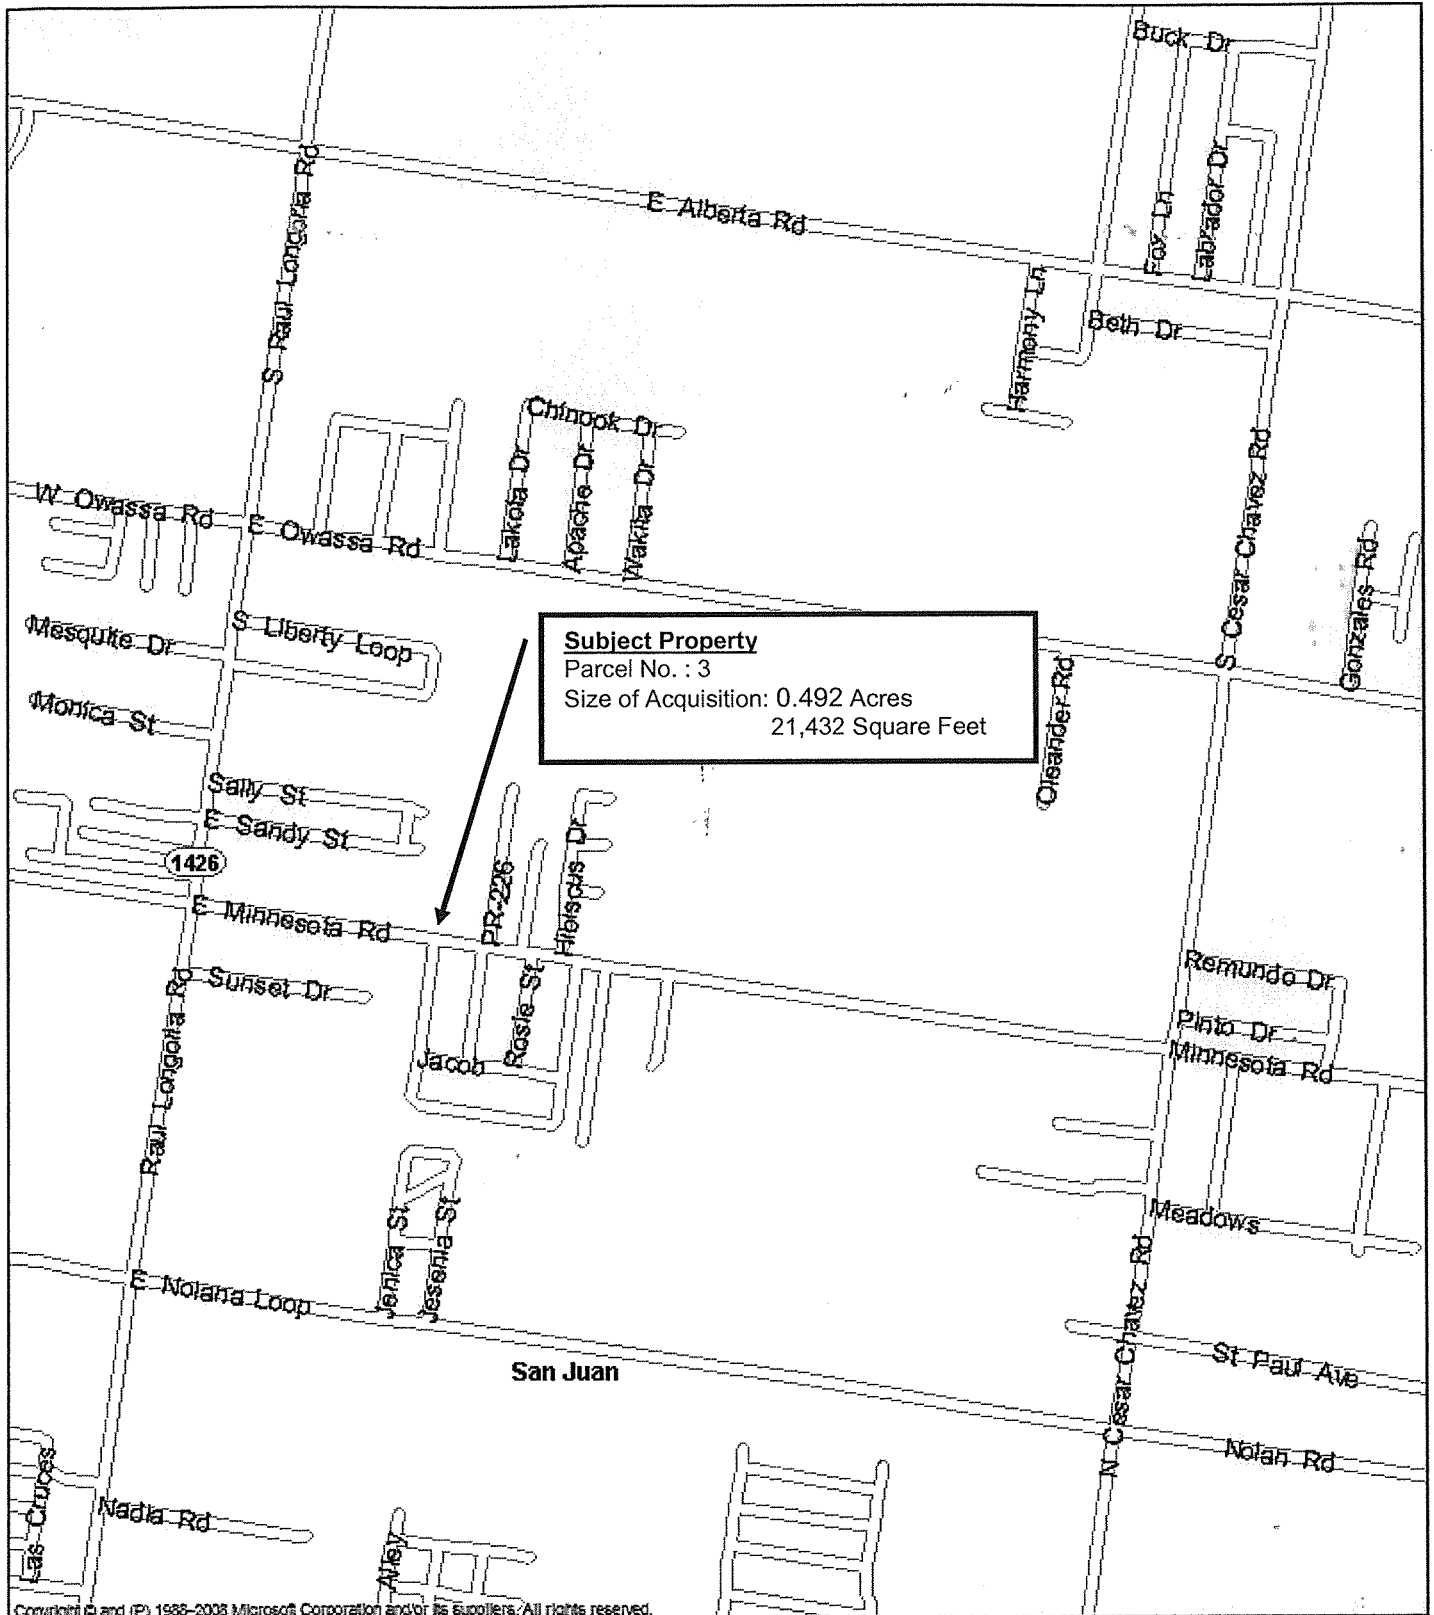 Buck Dr
S Raul Longoria Rd
E Alberta Rd
Fox Ln
Labrador Dr
Harmony Ln
Beth Dr
Chinook Dr
Lakota Dr
Apache Dr
Wakita Dr
S Cesar Chavez Rd
W Owassa Rd
E Owassa Rd
Gonzales Rd
Mesquite Dr
S Liberty Loop
Subject Property
Parcel No. : 3
Size of Acquisition: 0.492 Acres
21,432 Square Feet
Oleander Rd
Monica St
Sally St
E Sandy St
1426
PR-226
Hibiscus Dr
E Minnesota Rd
Sunset Dr
Rosie St
Jacob
Raul Longoria Rd
Remundo Dr
Pinto Dr
Minnesota Rd
Meadows
Jenica St
Jesenia St
E Nolana Loop
N Cesar Chavez Rd
St Paul Ave
San Juan
Nolan Rd
Las Cruces
Nadia Rd
Alley
Copyright © and (P) 1988–2008 Microsoft Corporation and/or its suppliers. All rights reserved.